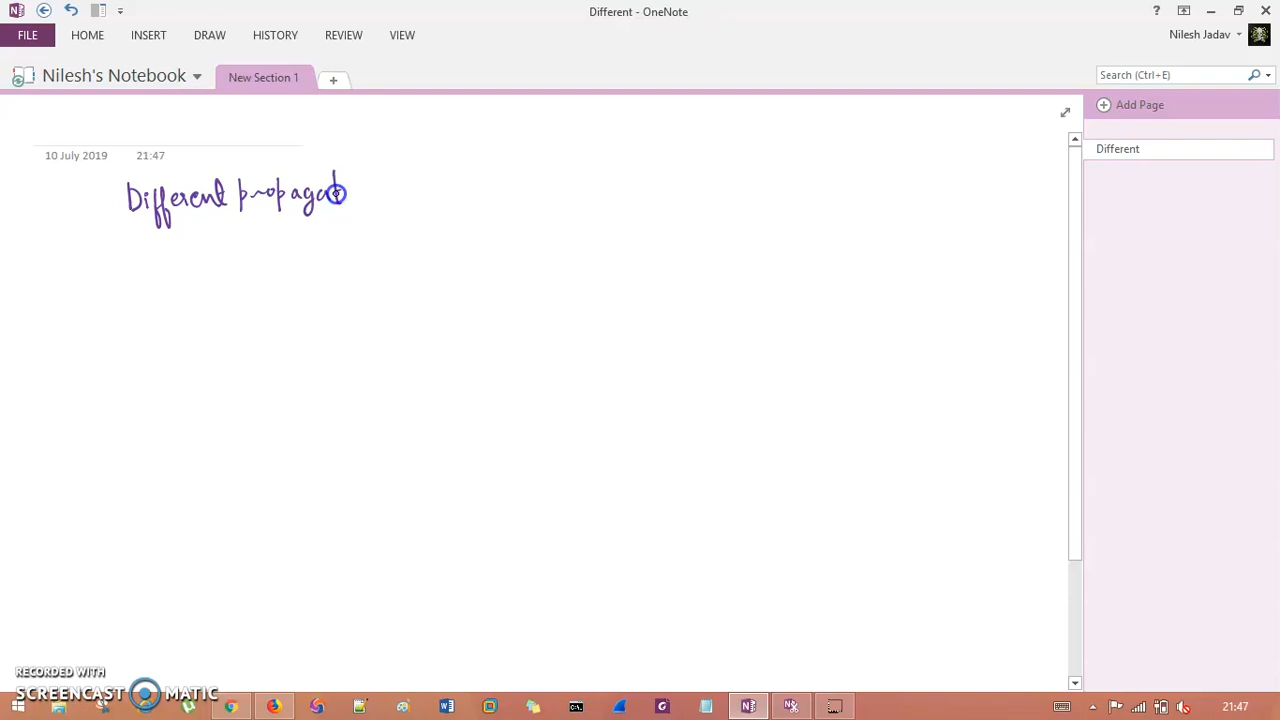 Different - OneNote
?
FILE HOME INSERT DRAW HISTORY REVIEW VIEW
Nilesh Jadav
Nilesh's Notebook
New Section 1
Search (Ctrl+E)
Add Page
Different
10 July 2019 21:47
Different propagat
RECORDED WITH
SCREENCAST MATIC
21:47